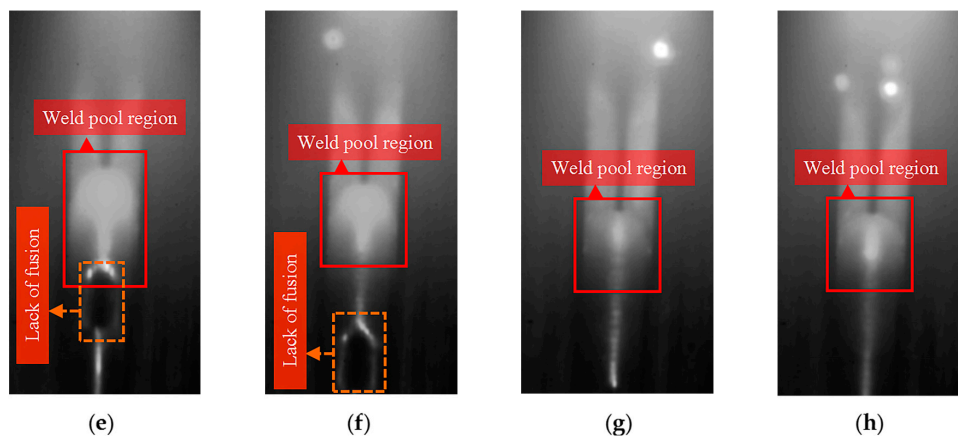 Weld pool region
Lack of fusion
(e)
Weld pool region
Lack of fusion
(f)
Weld pool region
(g)
Weld pool region
(h)